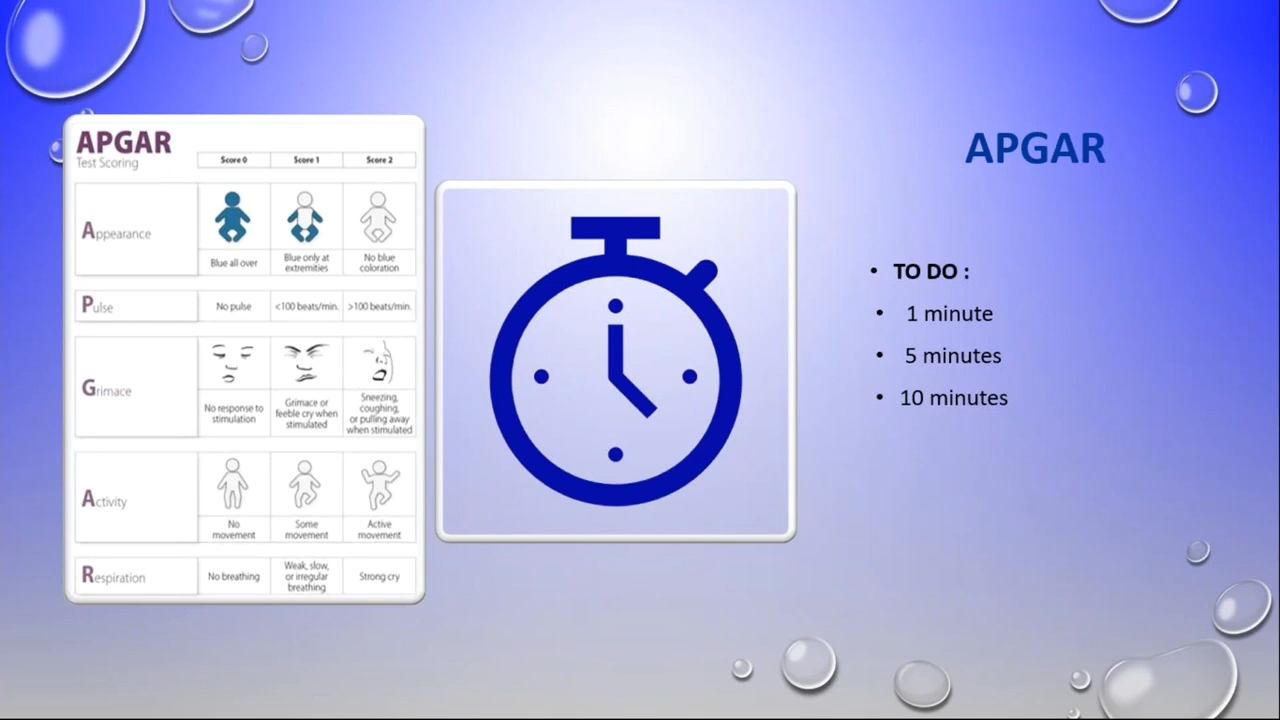 APGAR
Test Scoring
Score 0 Score 1 Score 2
Appearance
Blue all over
Blue only at
extremities
No blue
coloration
Pulse
No pulse
<100 beats/min.
>100 beats/min.
Grimace
No response to
stimulation
Grimace or
feeble cry when
stimulated
Sneezing,
coughing,
or pulling away
when stimulated
Activity
No
movement
Some
movement
Active
movement
Respiration
No breathing
Weak, slow,
or irregular
breathing
Strong cry
APGAR
• TO DO :
• 1 minute
• 5 minutes
• 10 minutes